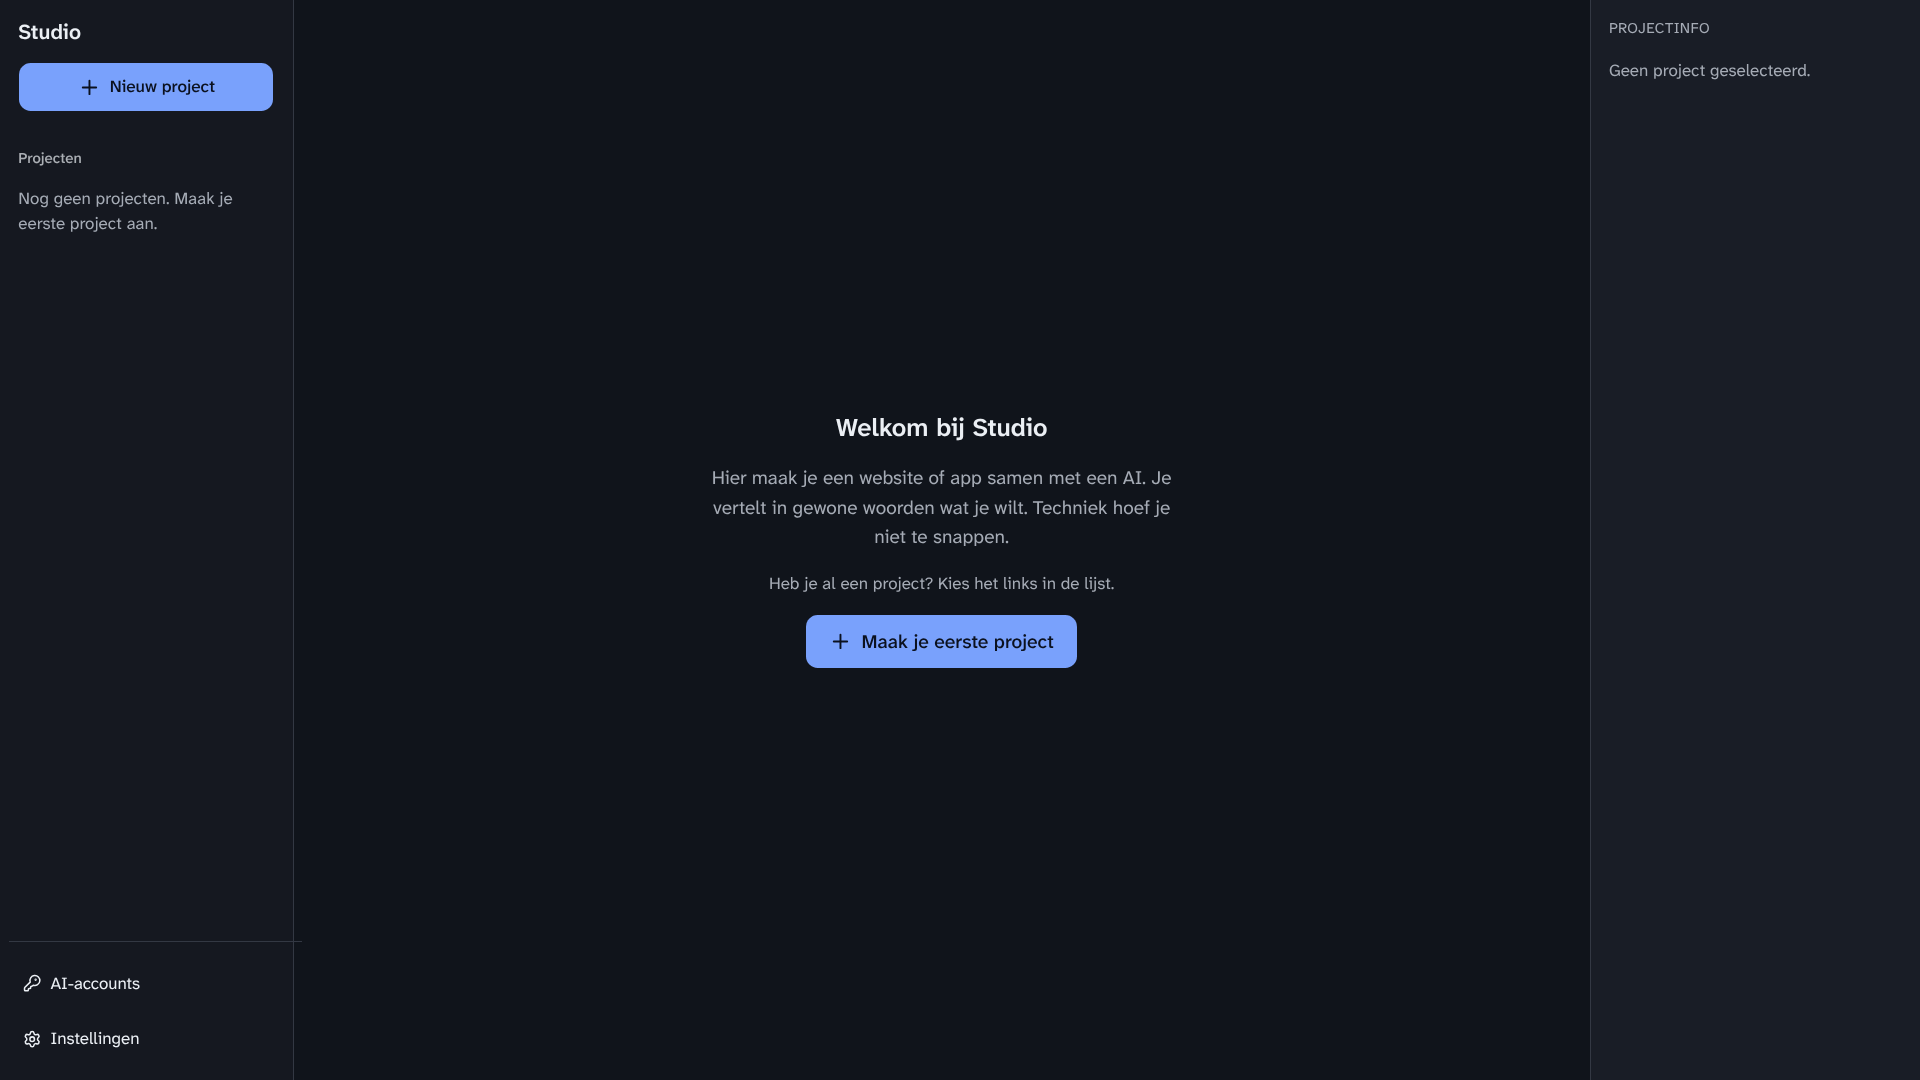 Studio
Nieuw project
Projecten
Nog geen projecten. Maak je
eerste project aan.
AI-accounts
Instellingen
Welkom bij Studio
Hier maak je een website of app samen met een AI. Je
vertelt in gewone woorden wat je wilt. Techniek hoef je
niet te snappen.
Heb je al een project? Kies het links in de lijst.
Maak je eerste project
PROJECTINFO
Geen project geselecteerd.